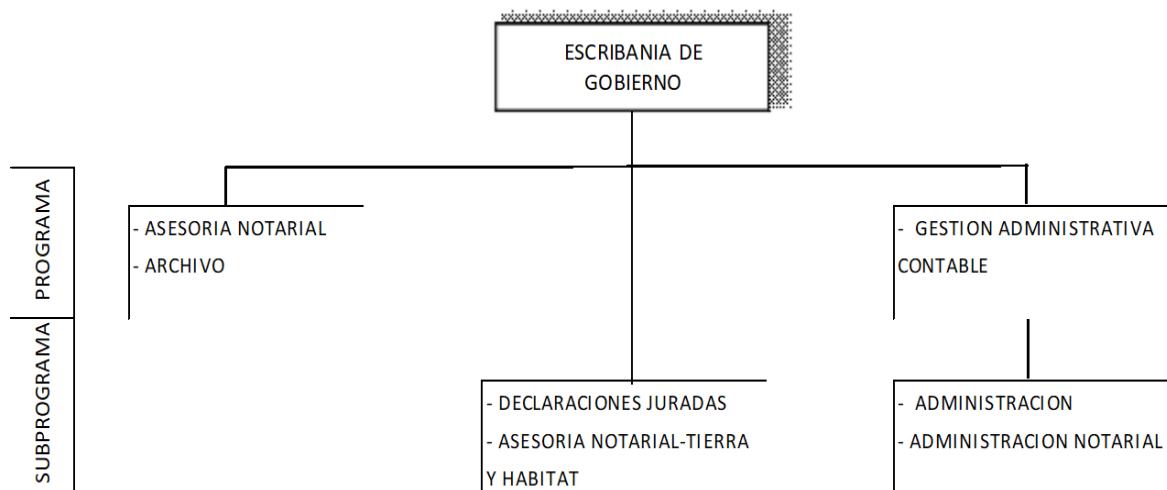 ESCRIBANIA DE
GOBIERNO
PROGRAMA
- ASESORIA NOTARIAL
- ARCHIVO
- GESTION ADMINISTRATIVA
CONTABLE
SUBPROGRAMA
- DECLARACIONES JURADAS
- ASESORIA NOTARIAL-TIERRA
Y HABITAT
- ADMINISTRACION
- ADMINISTRACION NOTARIAL